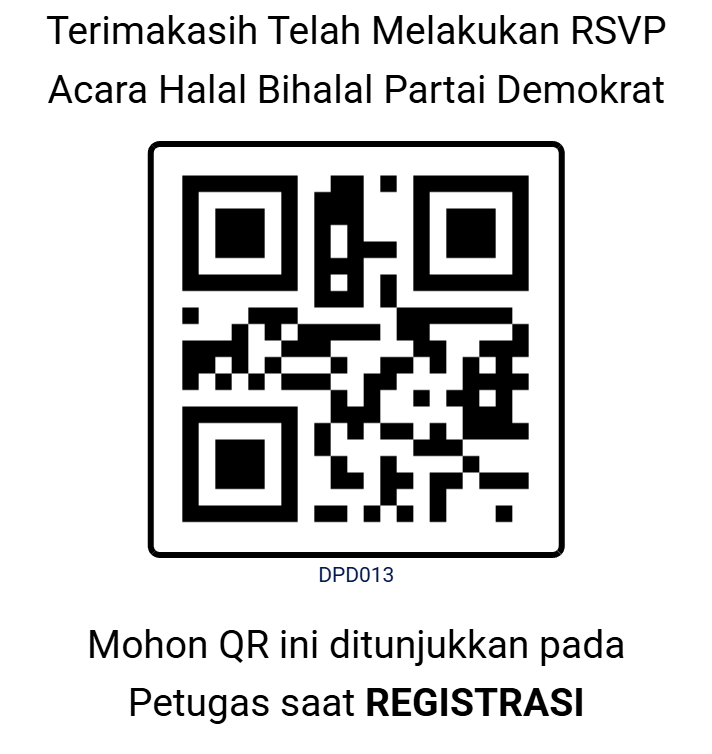 Terimakasih Telah Melakukan RSVP
Acara Halal Bihalal Partai Demokrat
DPD013
Mohon QR ini ditunjukkan pada
Petugas saat REGISTRASI